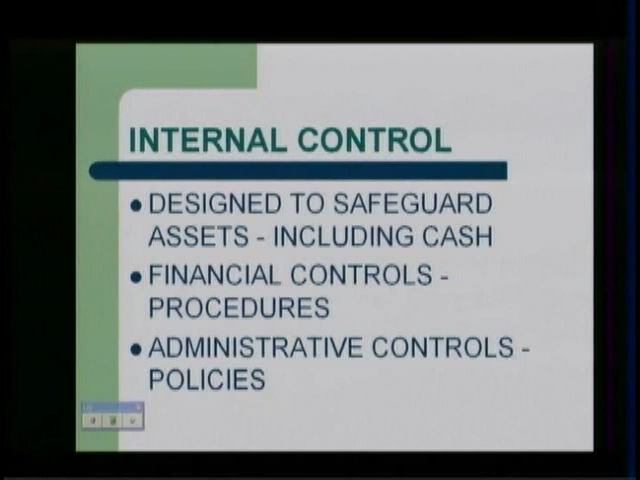 INTERNAL CONTROL
DESIGNED TO SAFEGUARD
ASSETS - INCLUDING CASH
FINANCIAL CONTROLS -
PROCEDURES
ADMINISTRATIVE CONTROLS -
POLICIES